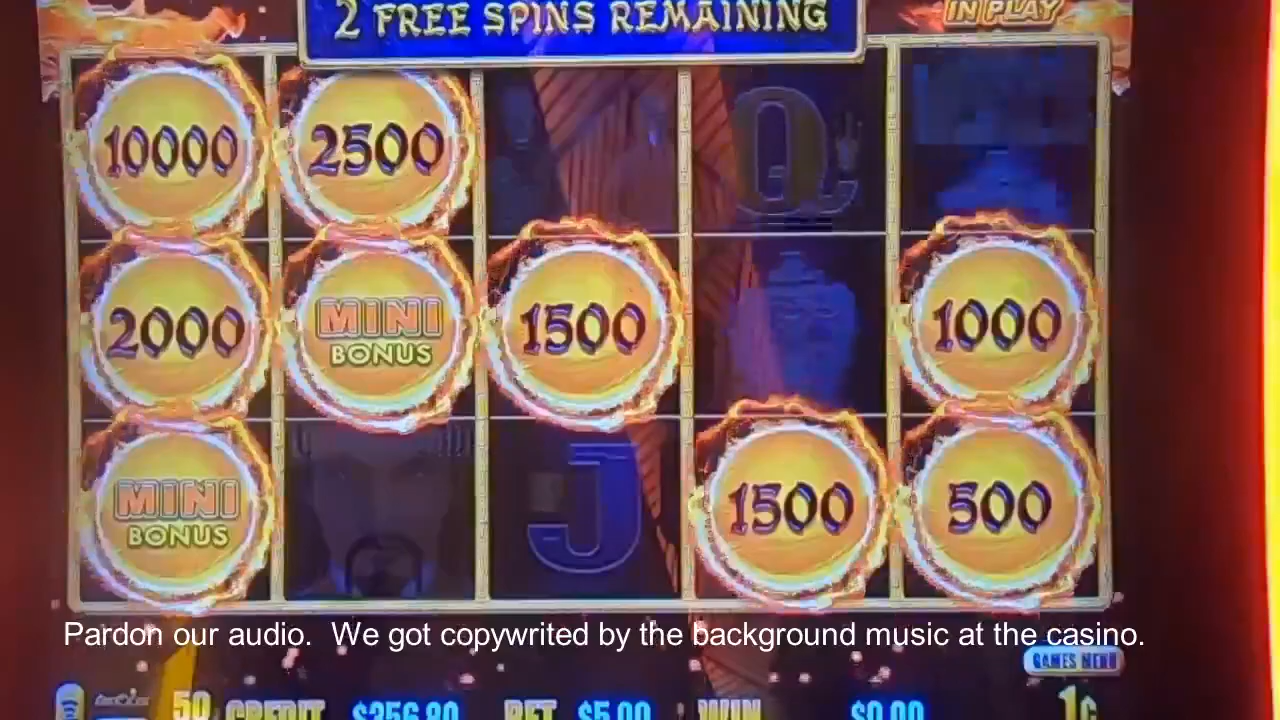 2 FREE SPINS REMAINING
IN PLAY
10000
2500
Q
2000
MINI
BONUS
1500
1000
MINI
BONUS
J
1500
500
Pardon our audio.  We got copywrited by the background music at the casino.
GAMES MENU
50 CREDIT $356.80 BET $5.00 WIN $0.00 1¢